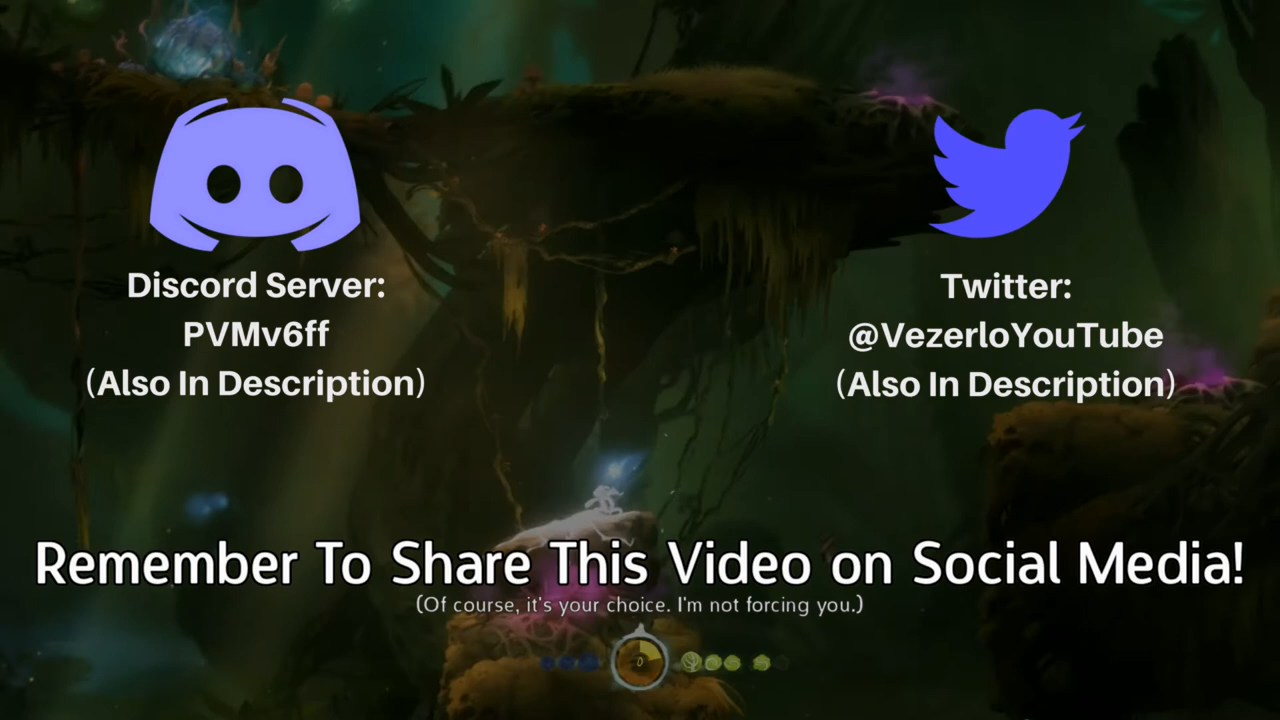 Discord Server:
PVMv6ff
(Also In Description)
Twitter:
@VezerloYouTube
(Also In Description)
Remember To Share This Video on Social Media!
(Of course, it's your choice. I'm not forcing you.)
0